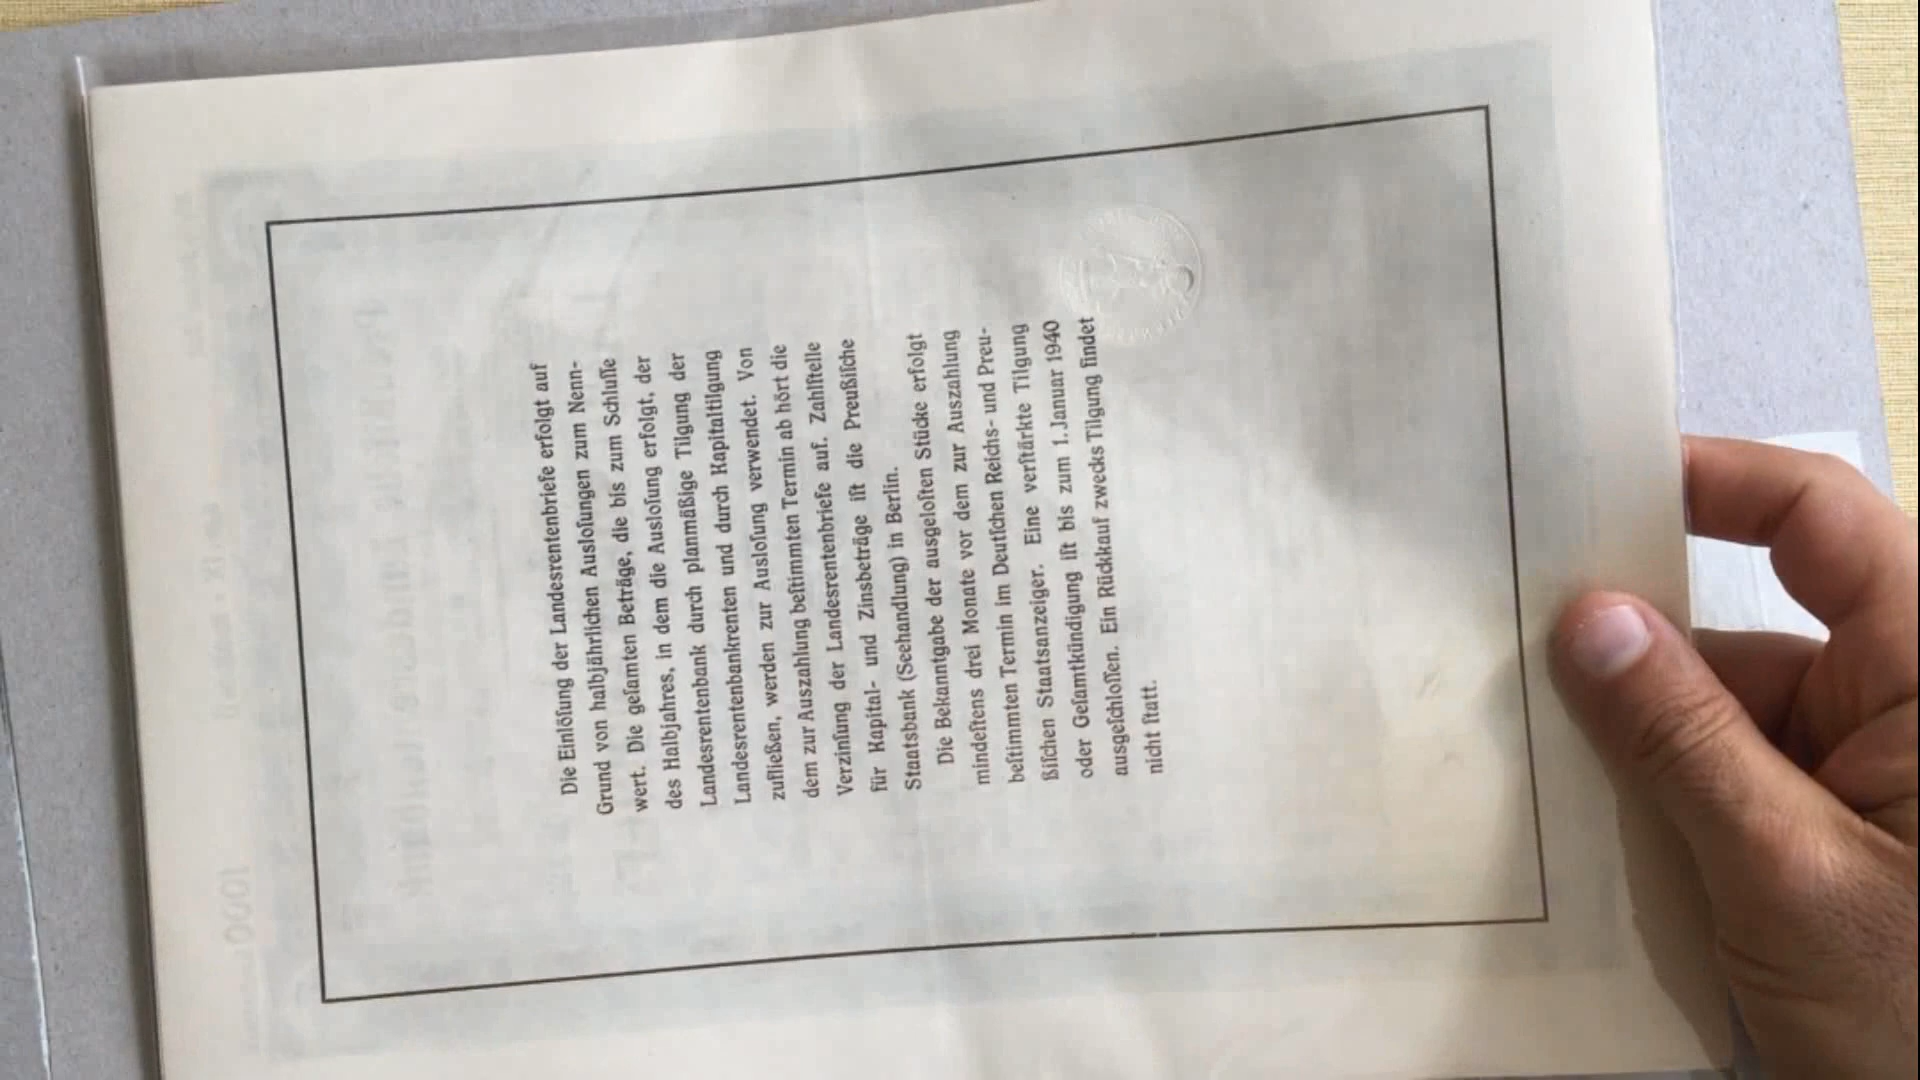 Die Einlöſung der Landesrentenbriefe erfolgt auf
Grund von halbjährlichen Ausloſungen zum Nenn-
wert. Die geſamten Beträge, die bis zum Schluſſe
des Halbjahres, in dem die Ausloſung erfolgt, der
Landesrentenbank durch planmäßige Tilgung der
Landesrentenbankrenten und durch Kapitaltilgung
zufließen, werden zur Ausloſung verwendet. Von
dem zur Auszahlung beſtimmten Termin ab hört die
Verzinſung der Landesrentenbriefe auf. Zahlſtelle
für Kapital- und Zinsbeträge iſt die Preußiſche
Staatsbank (Seehandlung) in Berlin.
Die Bekanntgabe der ausgeloſten Stücke erfolgt
mindeſtens drei Monate vor dem zur Auszahlung
beſtimmten Termin im Deutſchen Reichs- und Preu-
ßiſchen Staatsanzeiger. Eine verſtärkte Tilgung
oder Geſamtkündigung iſt bis zum 1. Januar 1940
ausgeſchloſſen. Ein Rückkauf zwecks Tilgung findet
nicht ſtatt.